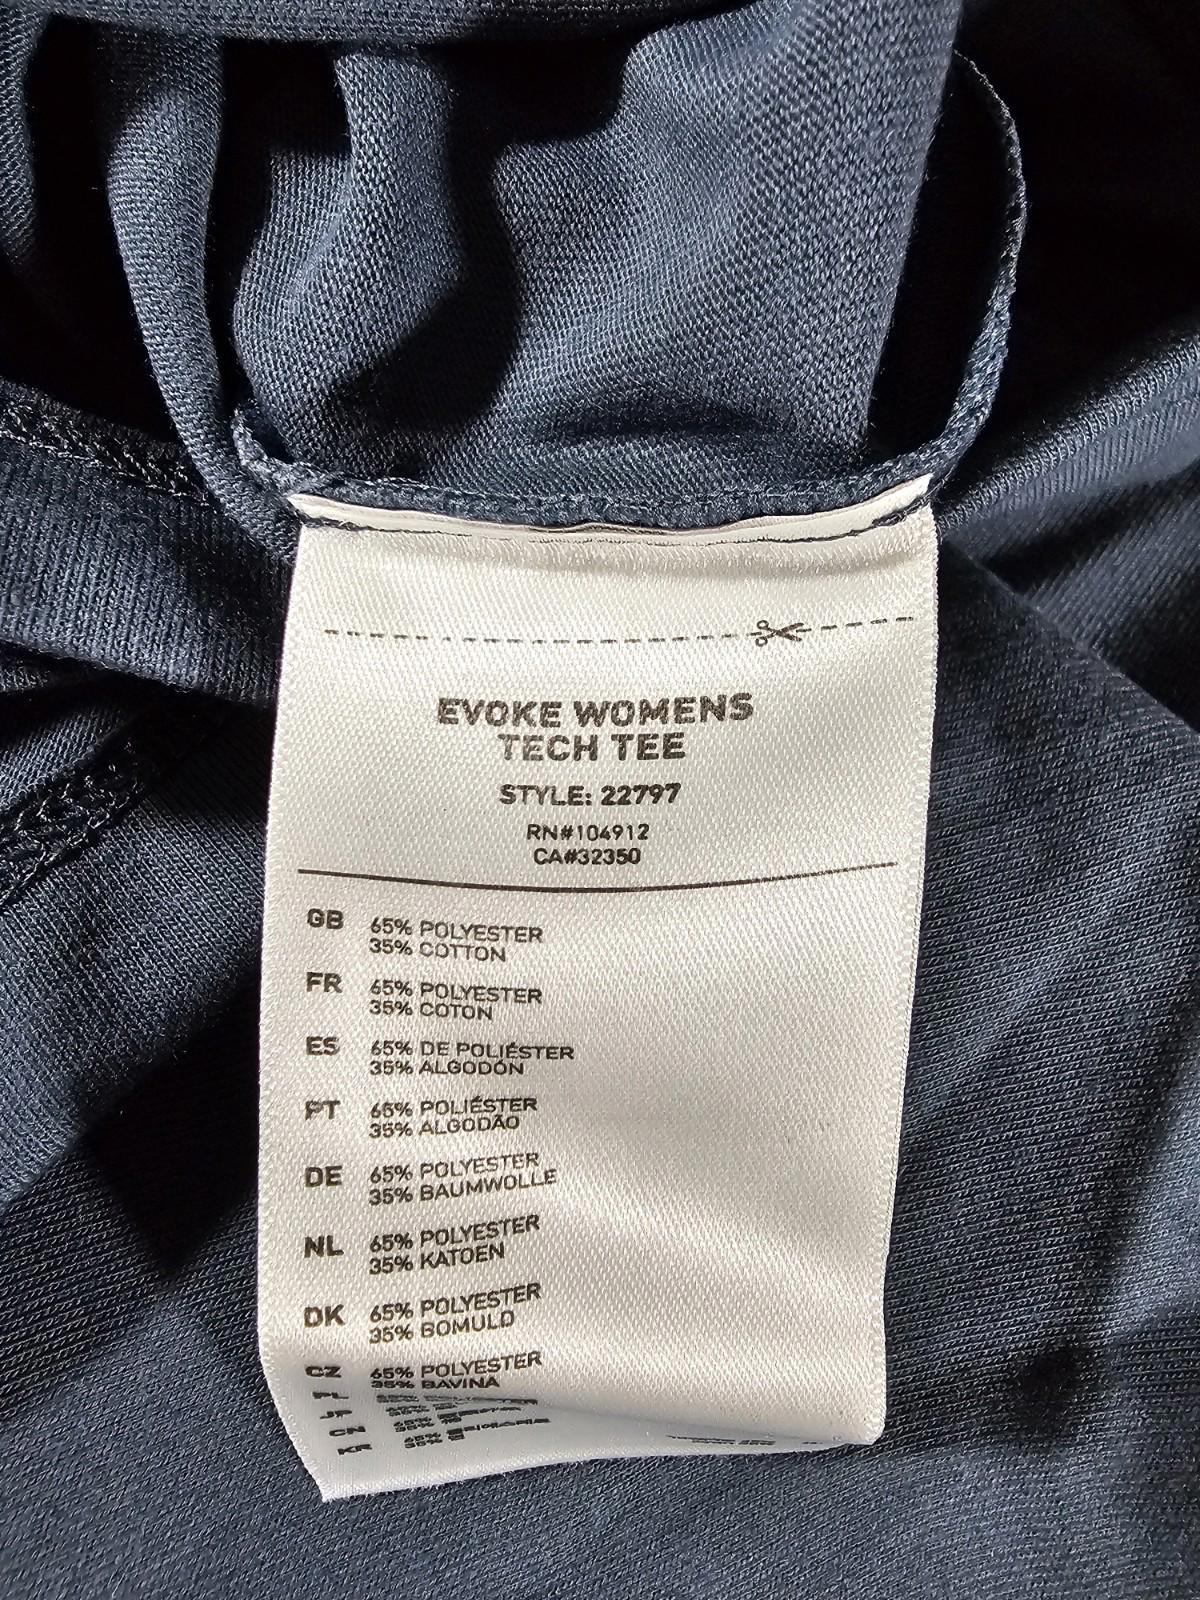 EVOKE WOMENS
TECH TEE
STYLE: 22797
RN#104912
CA#32350
GB 65% POLYESTER
35% COTTON
FR 65% POLYESTER
35% COTON
ES 65% DE POLIÉSTER
35% ALGODÓN
PT 65% POLIÉSTER
35% ALGODÃO
DE 65% POLYESTER
35% BAUMWOLLE
NL 65% POLYESTER
35% KATOEN
DK 65% POLYESTER
35% BOMULD
CZ 65% POLYESTER
35% BAVLNA